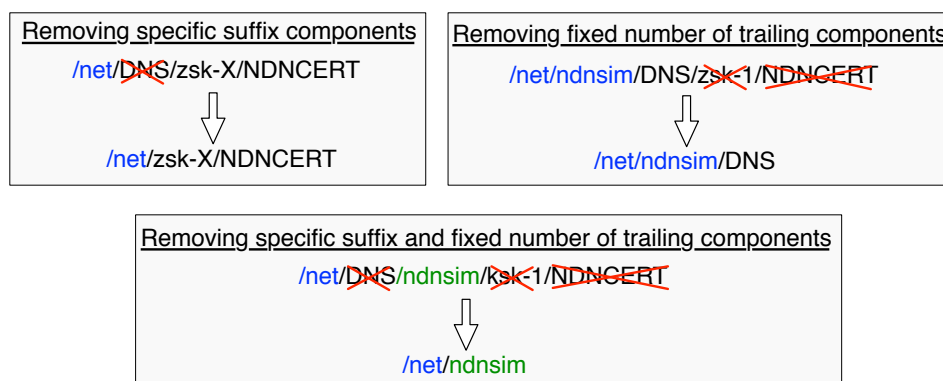 Removing specific suffix components
/net/DNS/zsk-X/NDNCERT
/net/zsk-X/NDNCERT
Removing fixed number of trailing components
/net/ndnsim/DNS/zsk-1/NDNCERT
/net/ndnsim/DNS
Removing specific suffix and fixed number of trailing components
/net/DNS/ndnsim/ksk-1/NDNCERT
/net/ndnsim